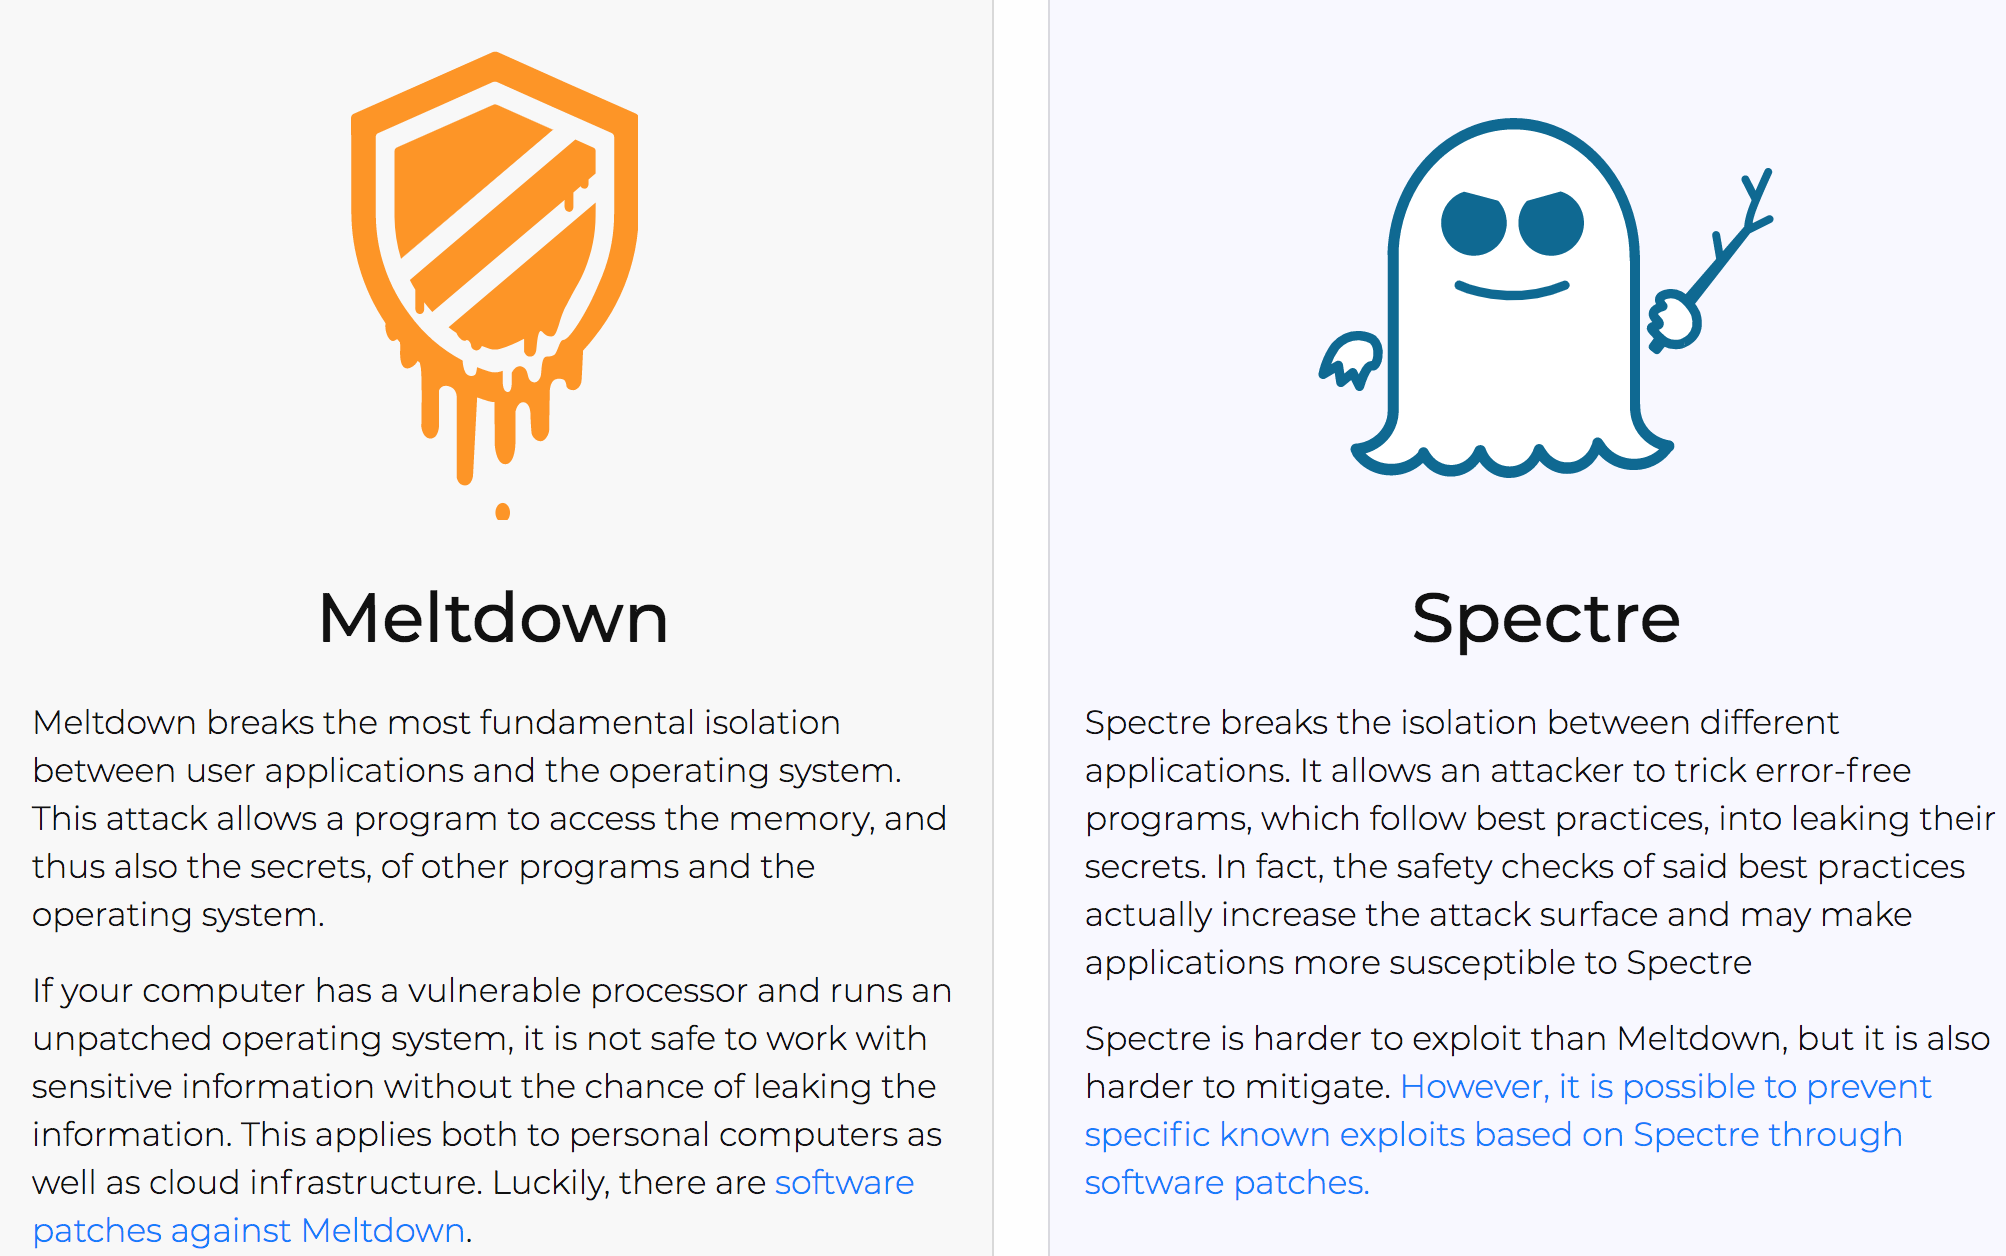 Meltdown
Meltdown breaks the most fundamental isolation
between user applications and the operating system.
This attack allows a program to access the memory, and
thus also the secrets, of other programs and the
operating system.
If your computer has a vulnerable processor and runs an
unpatched operating system, it is not safe to work with
sensitive information without the chance of leaking the
information. This applies both to personal computers as
well as cloud infrastructure. Luckily, there are software
patches against Meltdown.
Spectre
Spectre breaks the isolation between different
applications. It allows an attacker to trick error-free
programs, which follow best practices, into leaking their
secrets. In fact, the safety checks of said best practices
actually increase the attack surface and may make
applications more susceptible to Spectre
Spectre is harder to exploit than Meltdown, but it is also
harder to mitigate. However, it is possible to prevent
specific known exploits based on Spectre through
software patches.